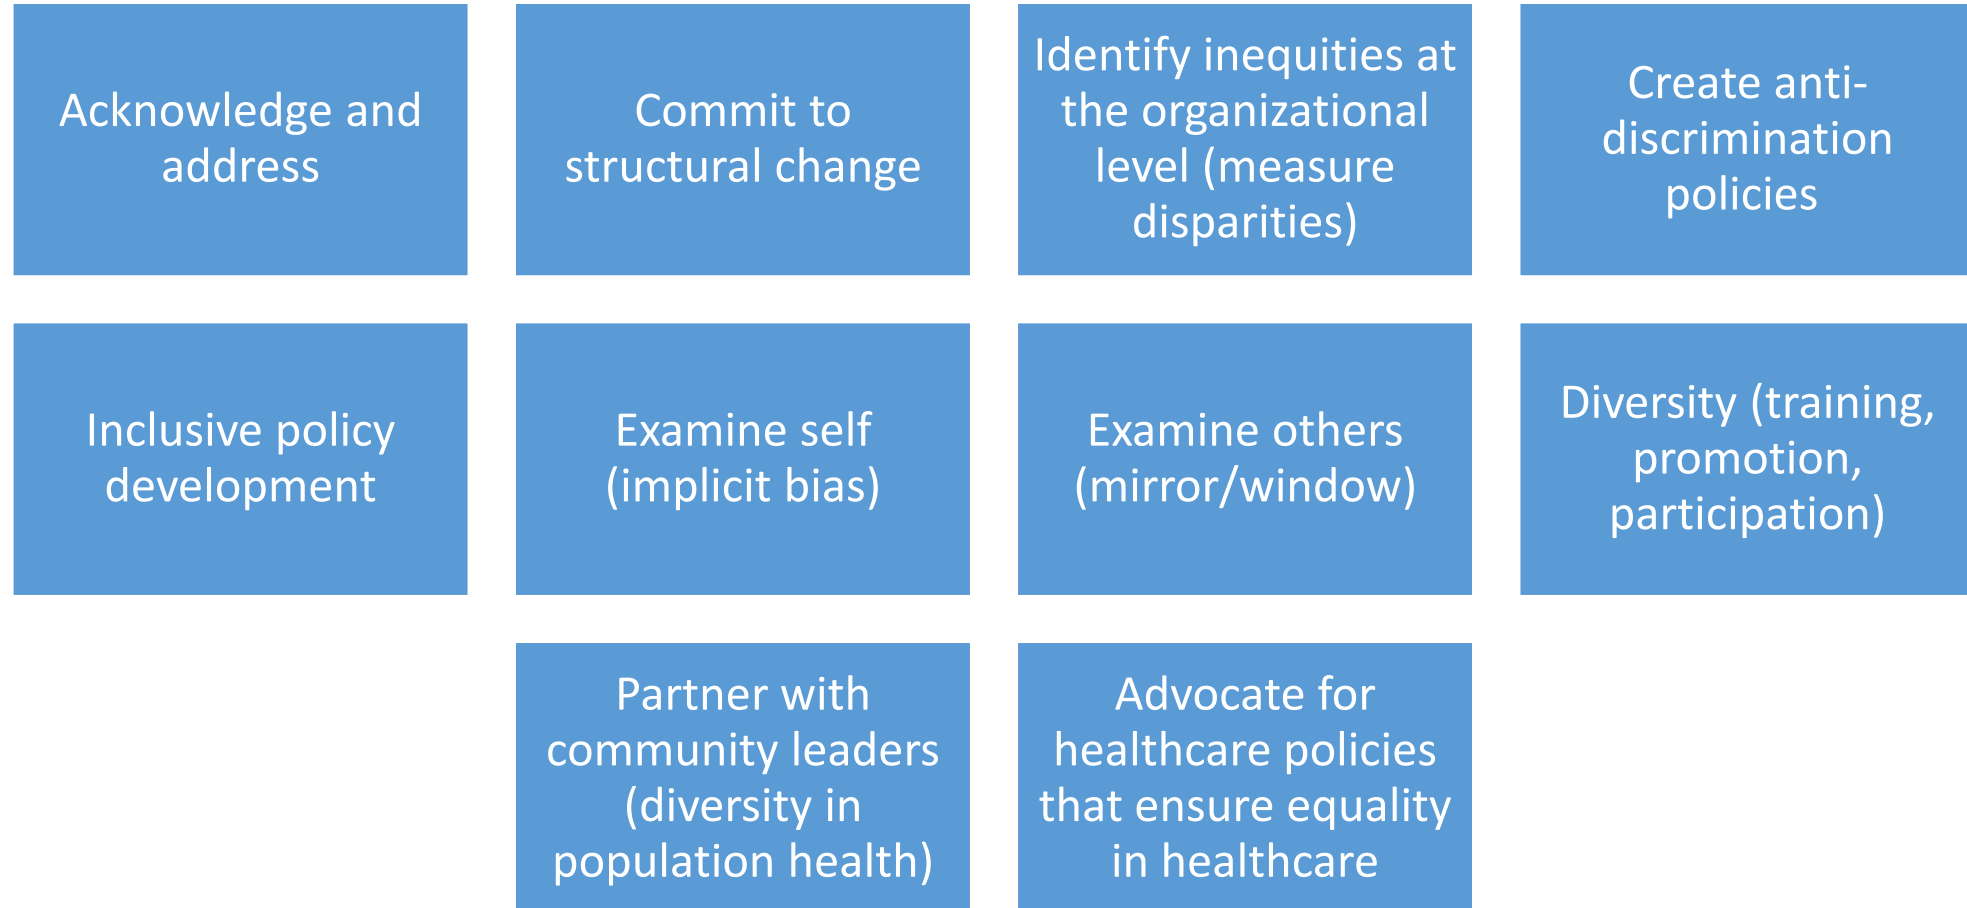 Acknowledge and
address
Commit to
structural change
Identify inequities at
the organizational
level (measure
disparities)
Create anti-
discrimination
policies
Inclusive policy
development
Examine self
(implicit bias)
Examine others
(mirror/window)
Diversity (training,
promotion,
participation)
Partner with
community leaders
(diversity in
population health)
Advocate for
healthcare policies
that ensure equality
in healthcare